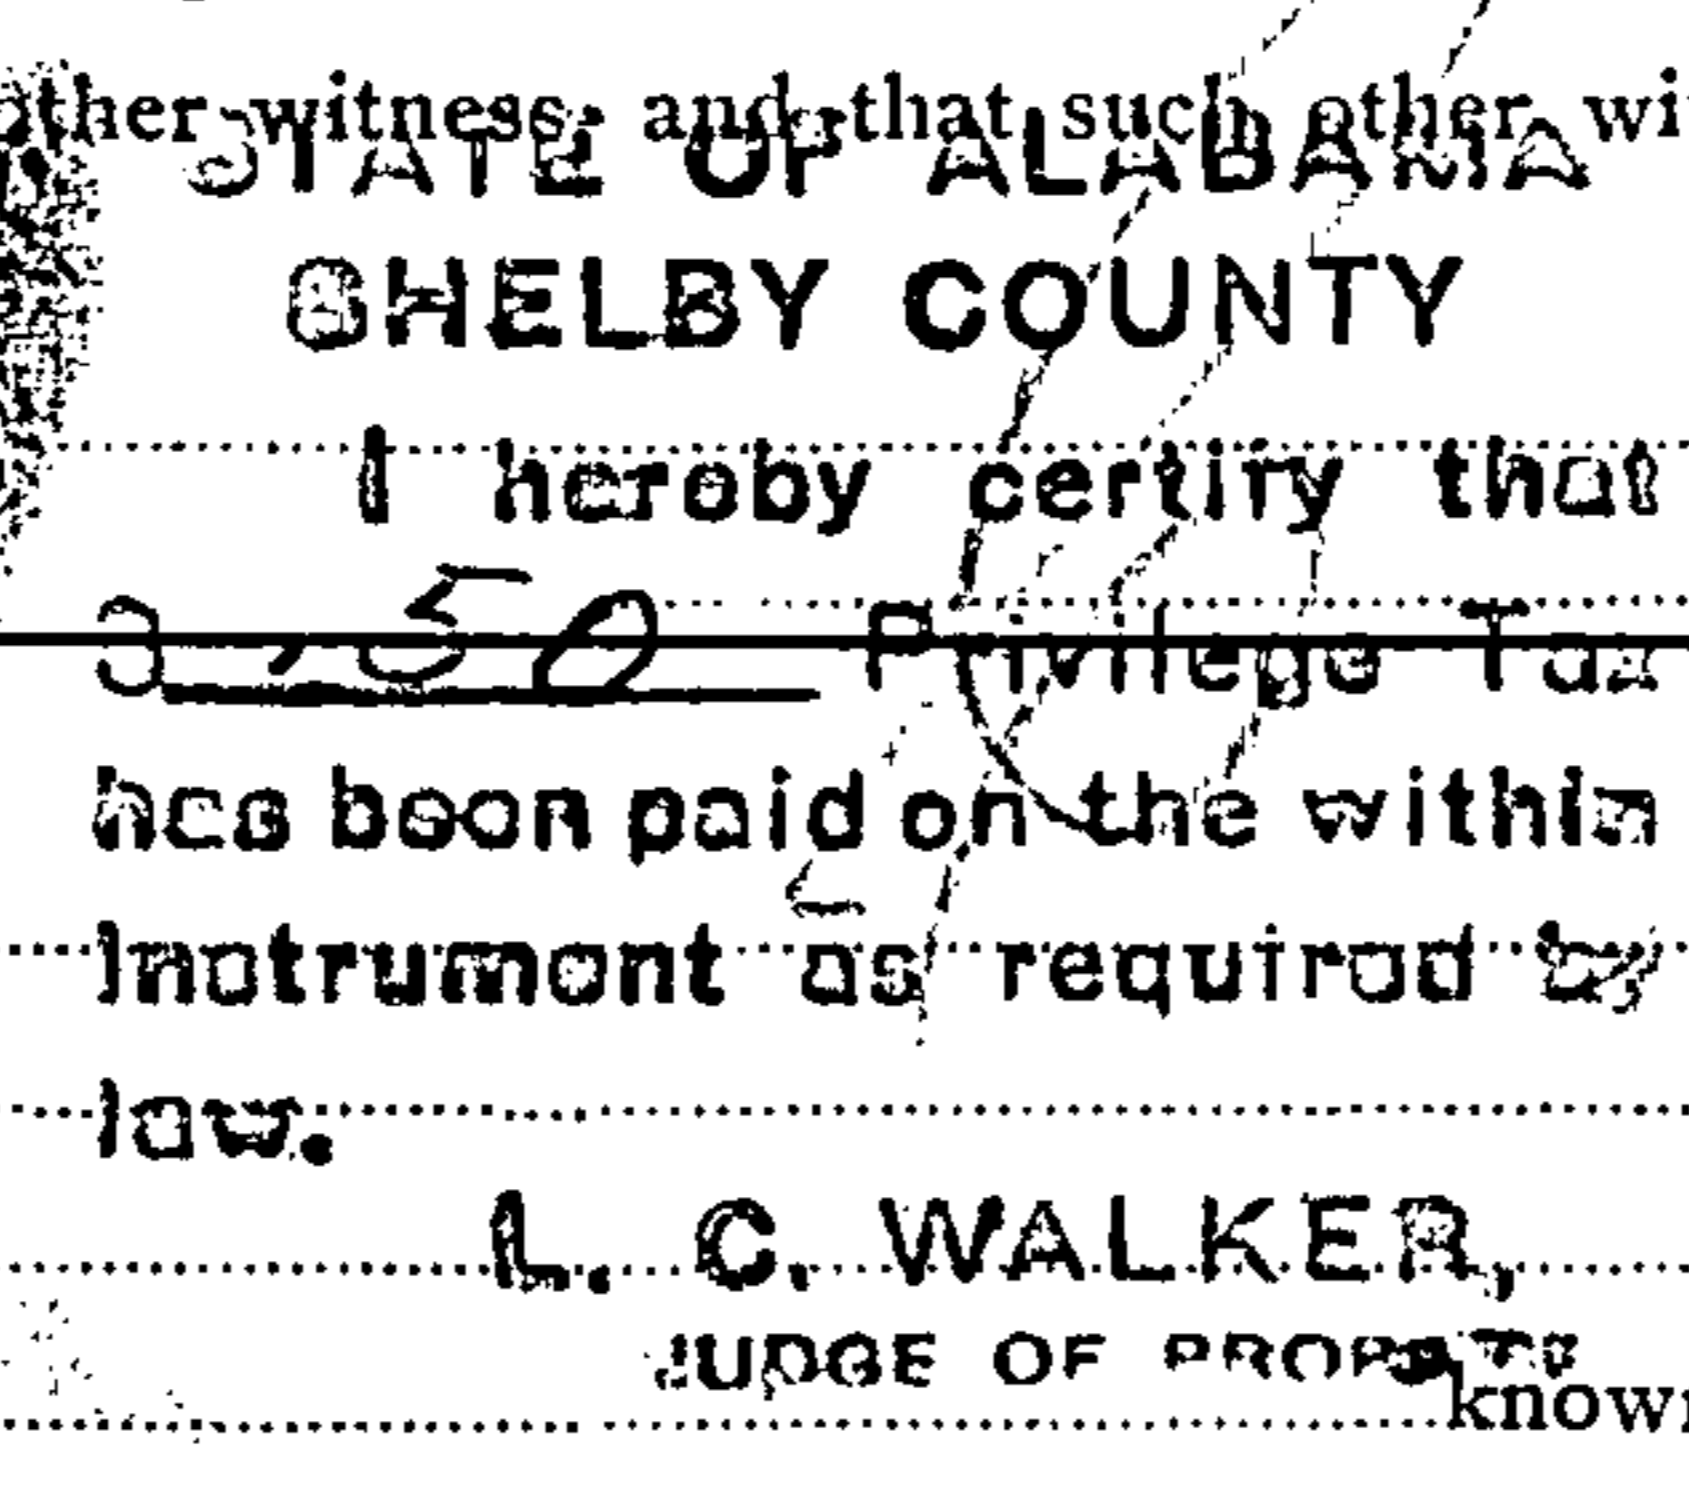 other witness; and that such other wi
STATE OF ALABAMA
SHELBY COUNTY
I hereby certify that
3.50 Privilege Tax
has been paid on the within
Instrument as required by
law.
L. C. WALKER,
JUDGE OF PROBATE
known